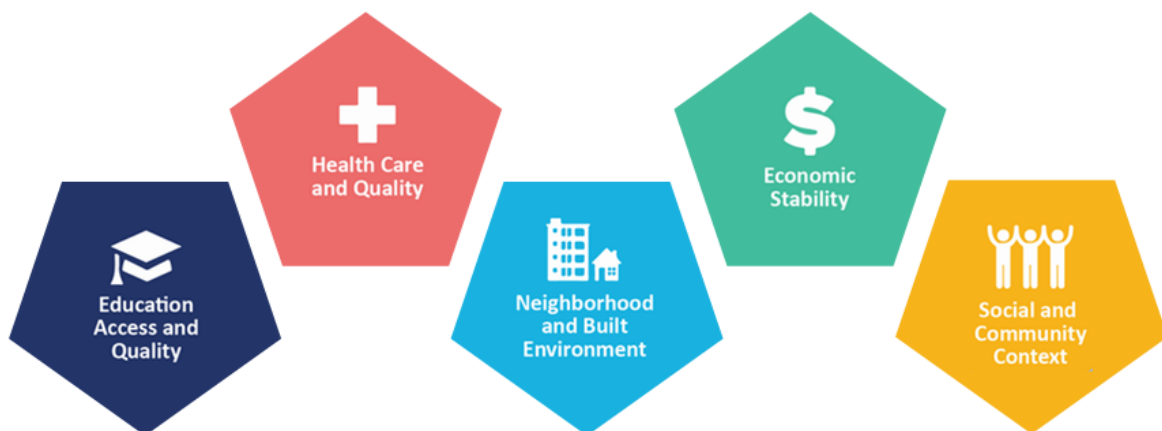 Education
Access and
Quality
Health Care
and Quality
Neighborhood
and Built
Environment
$
Economic
Stability
Social and
Community
Context